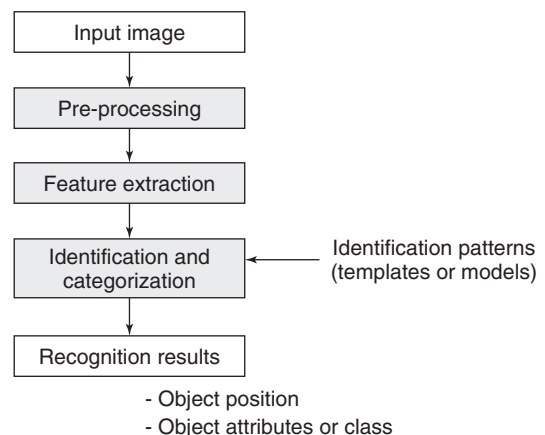 Input image
Pre-processing
Feature extraction
Identification and
categorization
Identification patterns
(templates or models)
Recognition results
- Object position
- Object attributes or class